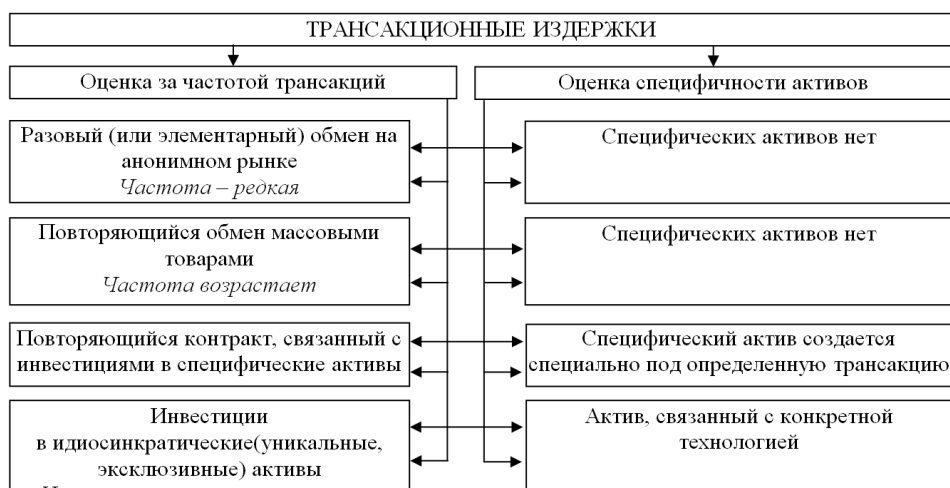 ТРАНСАКЦИОННЫЕ ИЗДЕРЖКИ
Оценка за частотой трансакций
Оценка специфичности активов
Разовый (или элементарный) обмен на
анонимном рынке
Частота – редкая
Специфических активов нет
Повторяющийся обмен массовыми
товарами
Частота возрастает
Специфических активов нет
Повторяющийся контракт, связанный с
инвестициями в специфические активы
Специфический актив создается
специально под определенную трансакцию
Инвестиции
в идиосинкратические(уникальные,
эксклюзивные) активы
Актив, связанный с конкретной
технологией